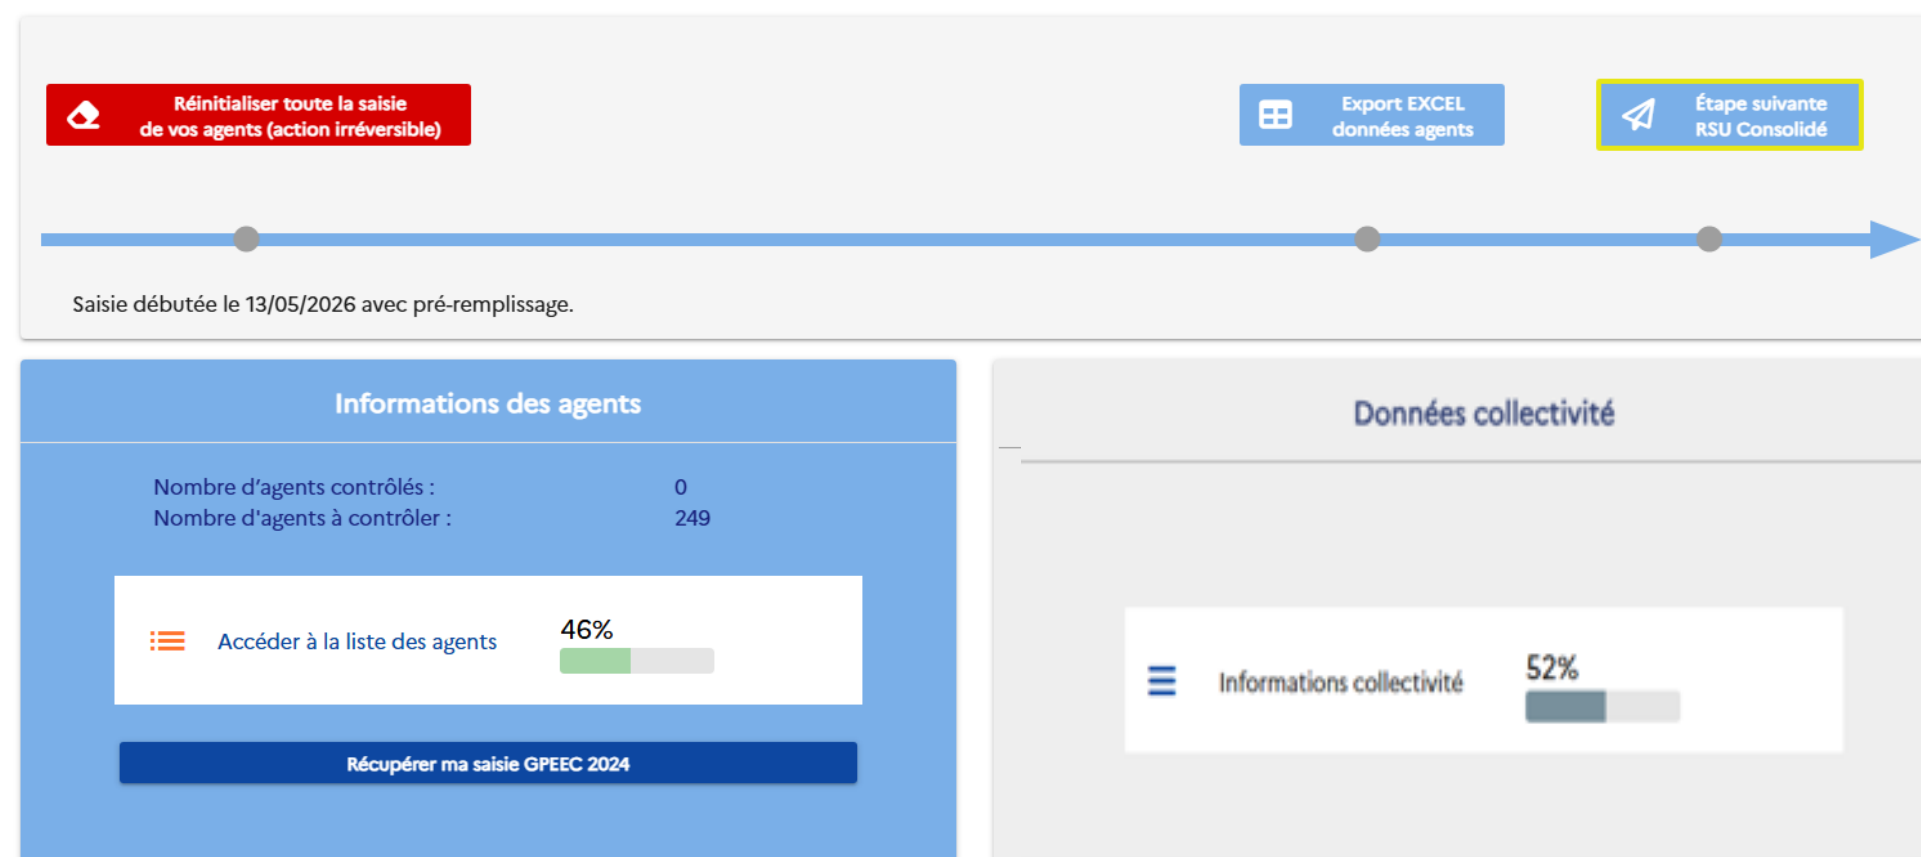 Réinitialiser toute la saisie
de vos agents (action irréversible)
Export EXCEL
données agents
Étape suivante
RSU Consolidé
Saisie débutée le 13/05/2026 avec pré-remplissage.
Informations des agents
Nombre d’agents contrôlés : 0
Nombre d'agents à contrôler : 249
Accéder à la liste des agents 46%
Récupérer ma saisie GPEEC 2024
Données collectivité
Informations collectivité 52%